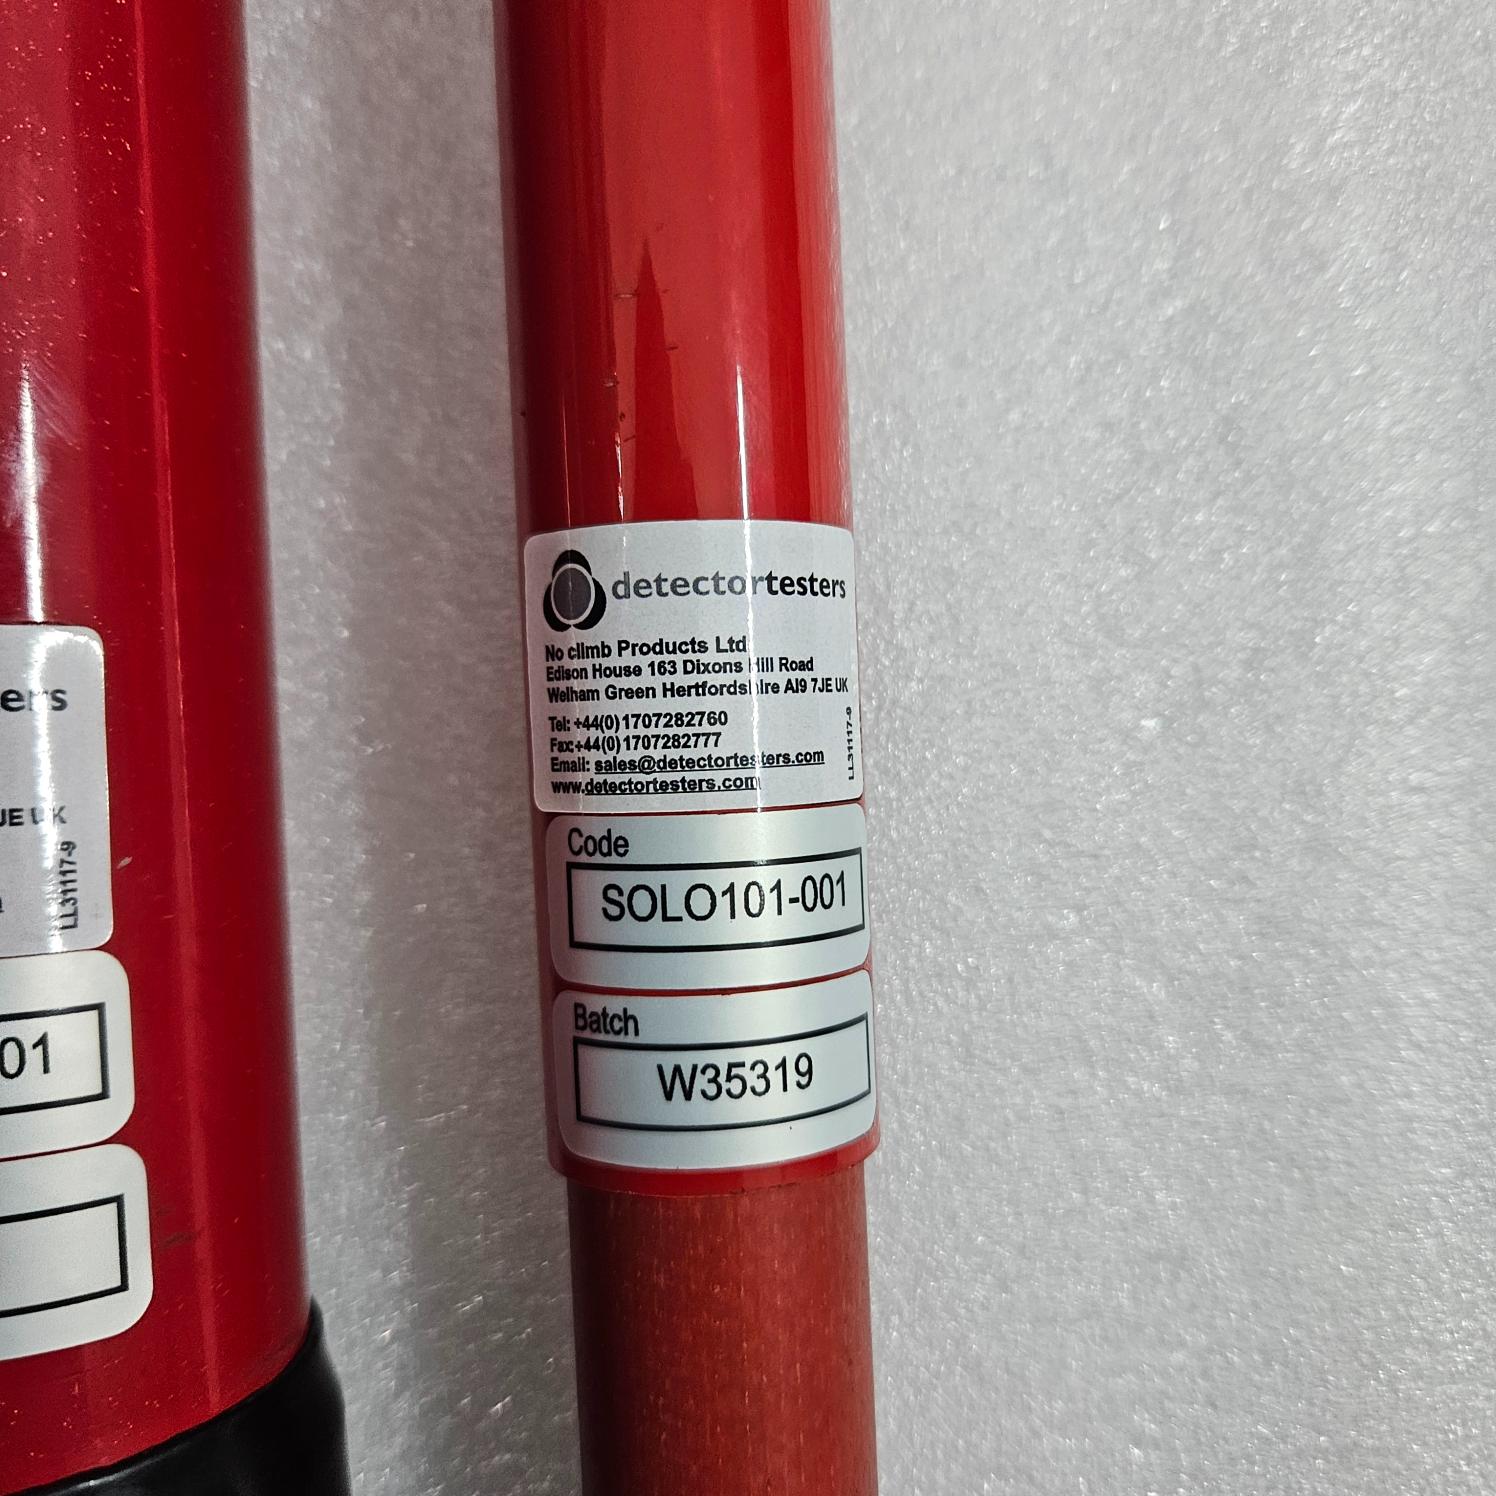 detectortesters
No climb Products Ltd
Edison House 163 Dixons Hill Road
Welham Green Hertfordshire Al9 7JE UK
Tel: +44(0)1707282760
Fax:+44(0)1707282777
Email: sales@detectortesters.com
www.detectortesters.com
LL31117-9
Code
SOLO101-001
Batch
W35319
ers
JE UK
LL31117-9
01